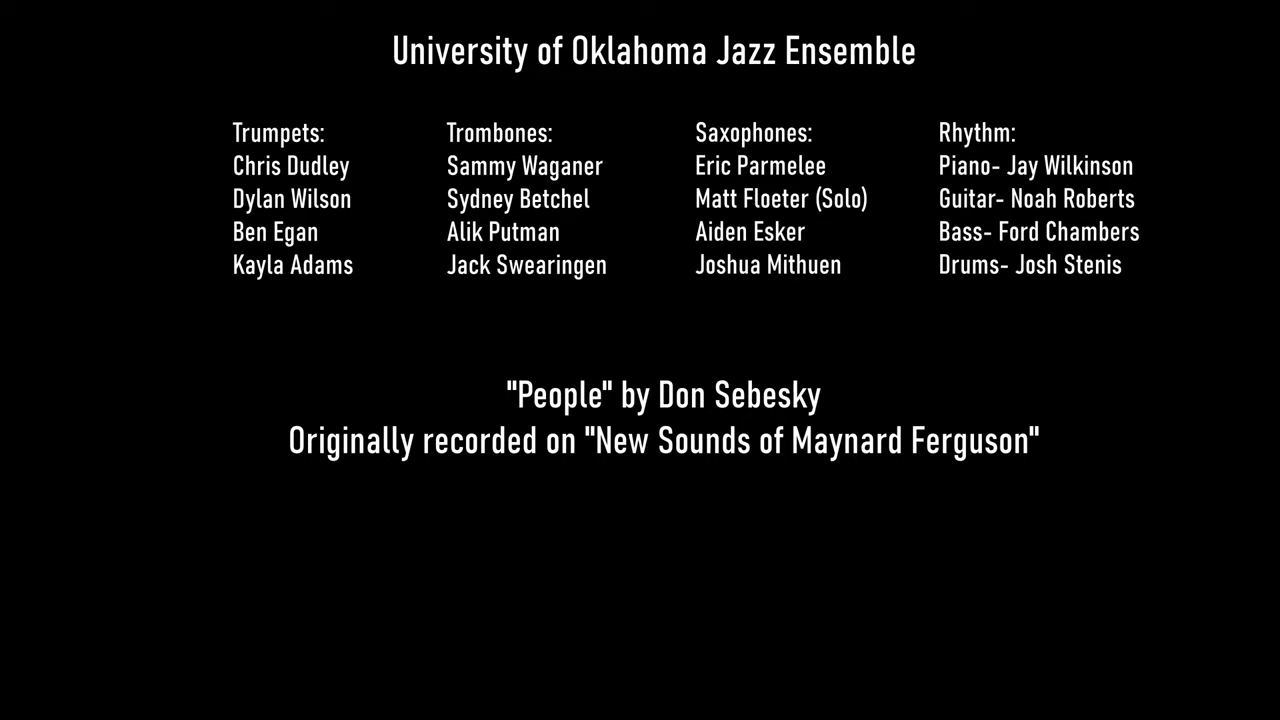 University of Oklahoma Jazz Ensemble
Trumpets:
Chris Dudley
Dylan Wilson
Ben Egan
Kayla Adams
Trombones:
Sammy Waganer
Sydney Betchel
Alik Putman
Jack Swearingen
Saxophones:
Eric Parmelee
Matt Floeter (Solo)
Aiden Esker
Joshua Mithuen
Rhythm:
Piano- Jay Wilkinson
Guitar- Noah Roberts
Bass- Ford Chambers
Drums- Josh Stenis
"People" by Don Sebesky
Originally recorded on "New Sounds of Maynard Ferguson"